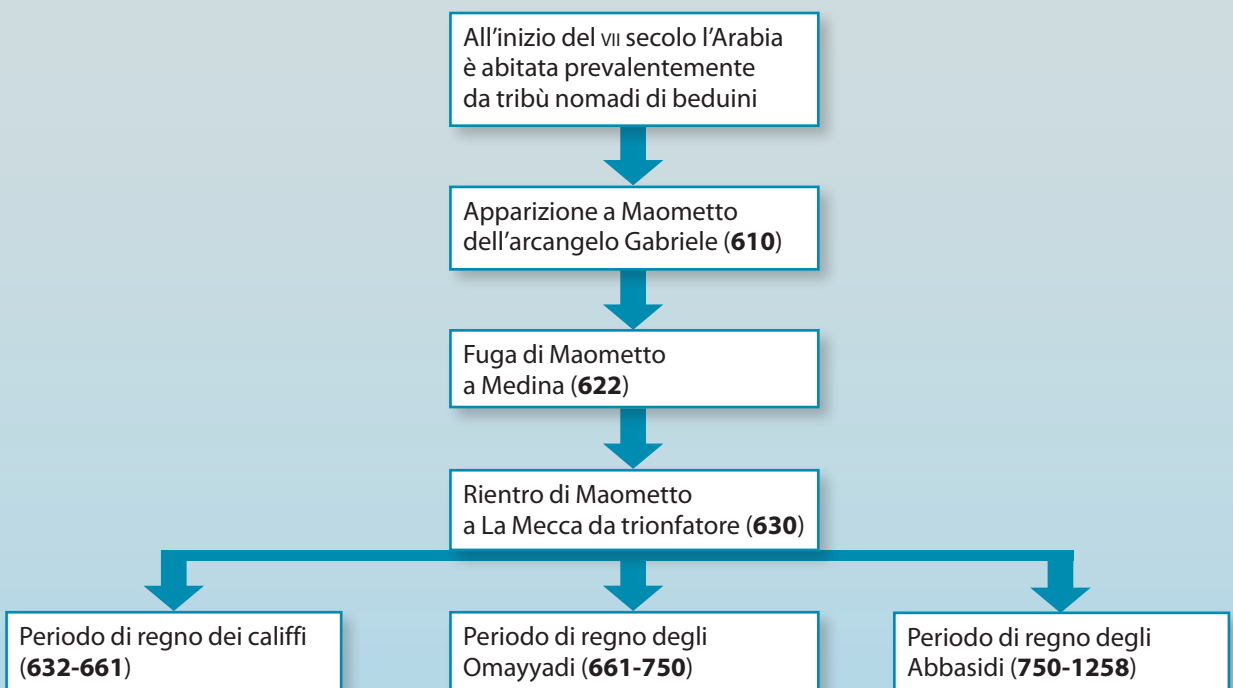 All'inizio del VII secolo l'Arabia
è abitata prevalentemente
da tribù nomadi di beduini
Apparizione a Maometto
dell'arcangelo Gabriele (610)
Fuga di Maometto
a Medina (622)
Rientro di Maometto
a La Mecca da trionfatore (630)
Periodo di regno dei califfi
(632-661)
Periodo di regno degli
Omayyadi (661-750)
Periodo di regno degli
Abbasidi (750-1258)